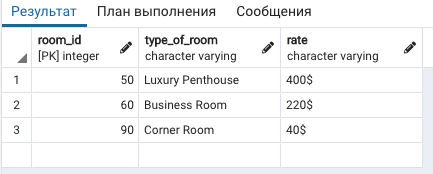 Результат План выполнения Сообщения
room_id type_of_room rate
[PK] integer character varying character varying
1 50 Luxury Penthouse 400$
2 60 Business Room 220$
3 90 Corner Room 40$